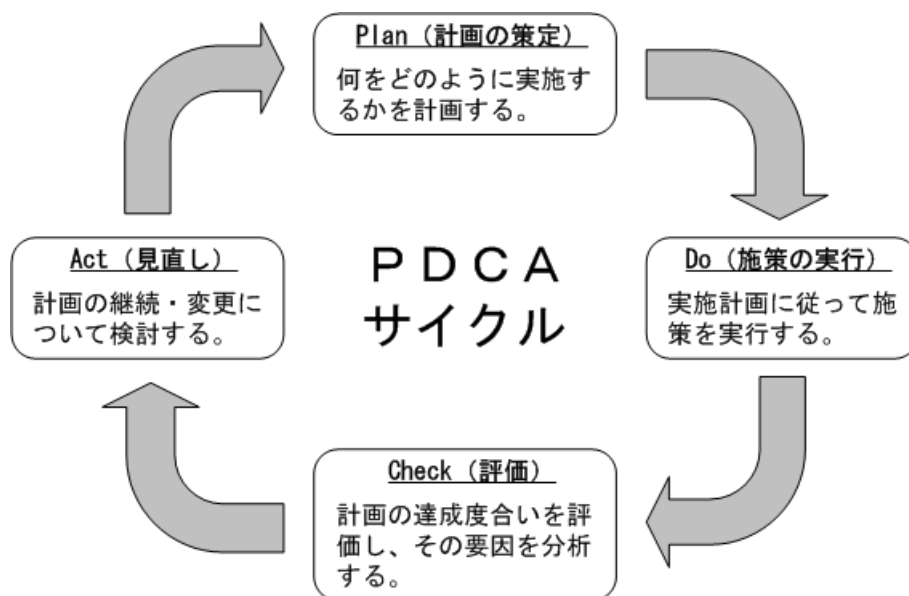 Plan（計画の策定）
何をどのように実施す
るかを計画する。
Act（見直し）
計画の継続・変更に
ついて検討する。
ＰＤＣＡ
サイクル
Do（施策の実行）
実施計画に従って施
策を実行する。
Check（評価）
計画の達成度合いを評
価し、その要因を分析
する。